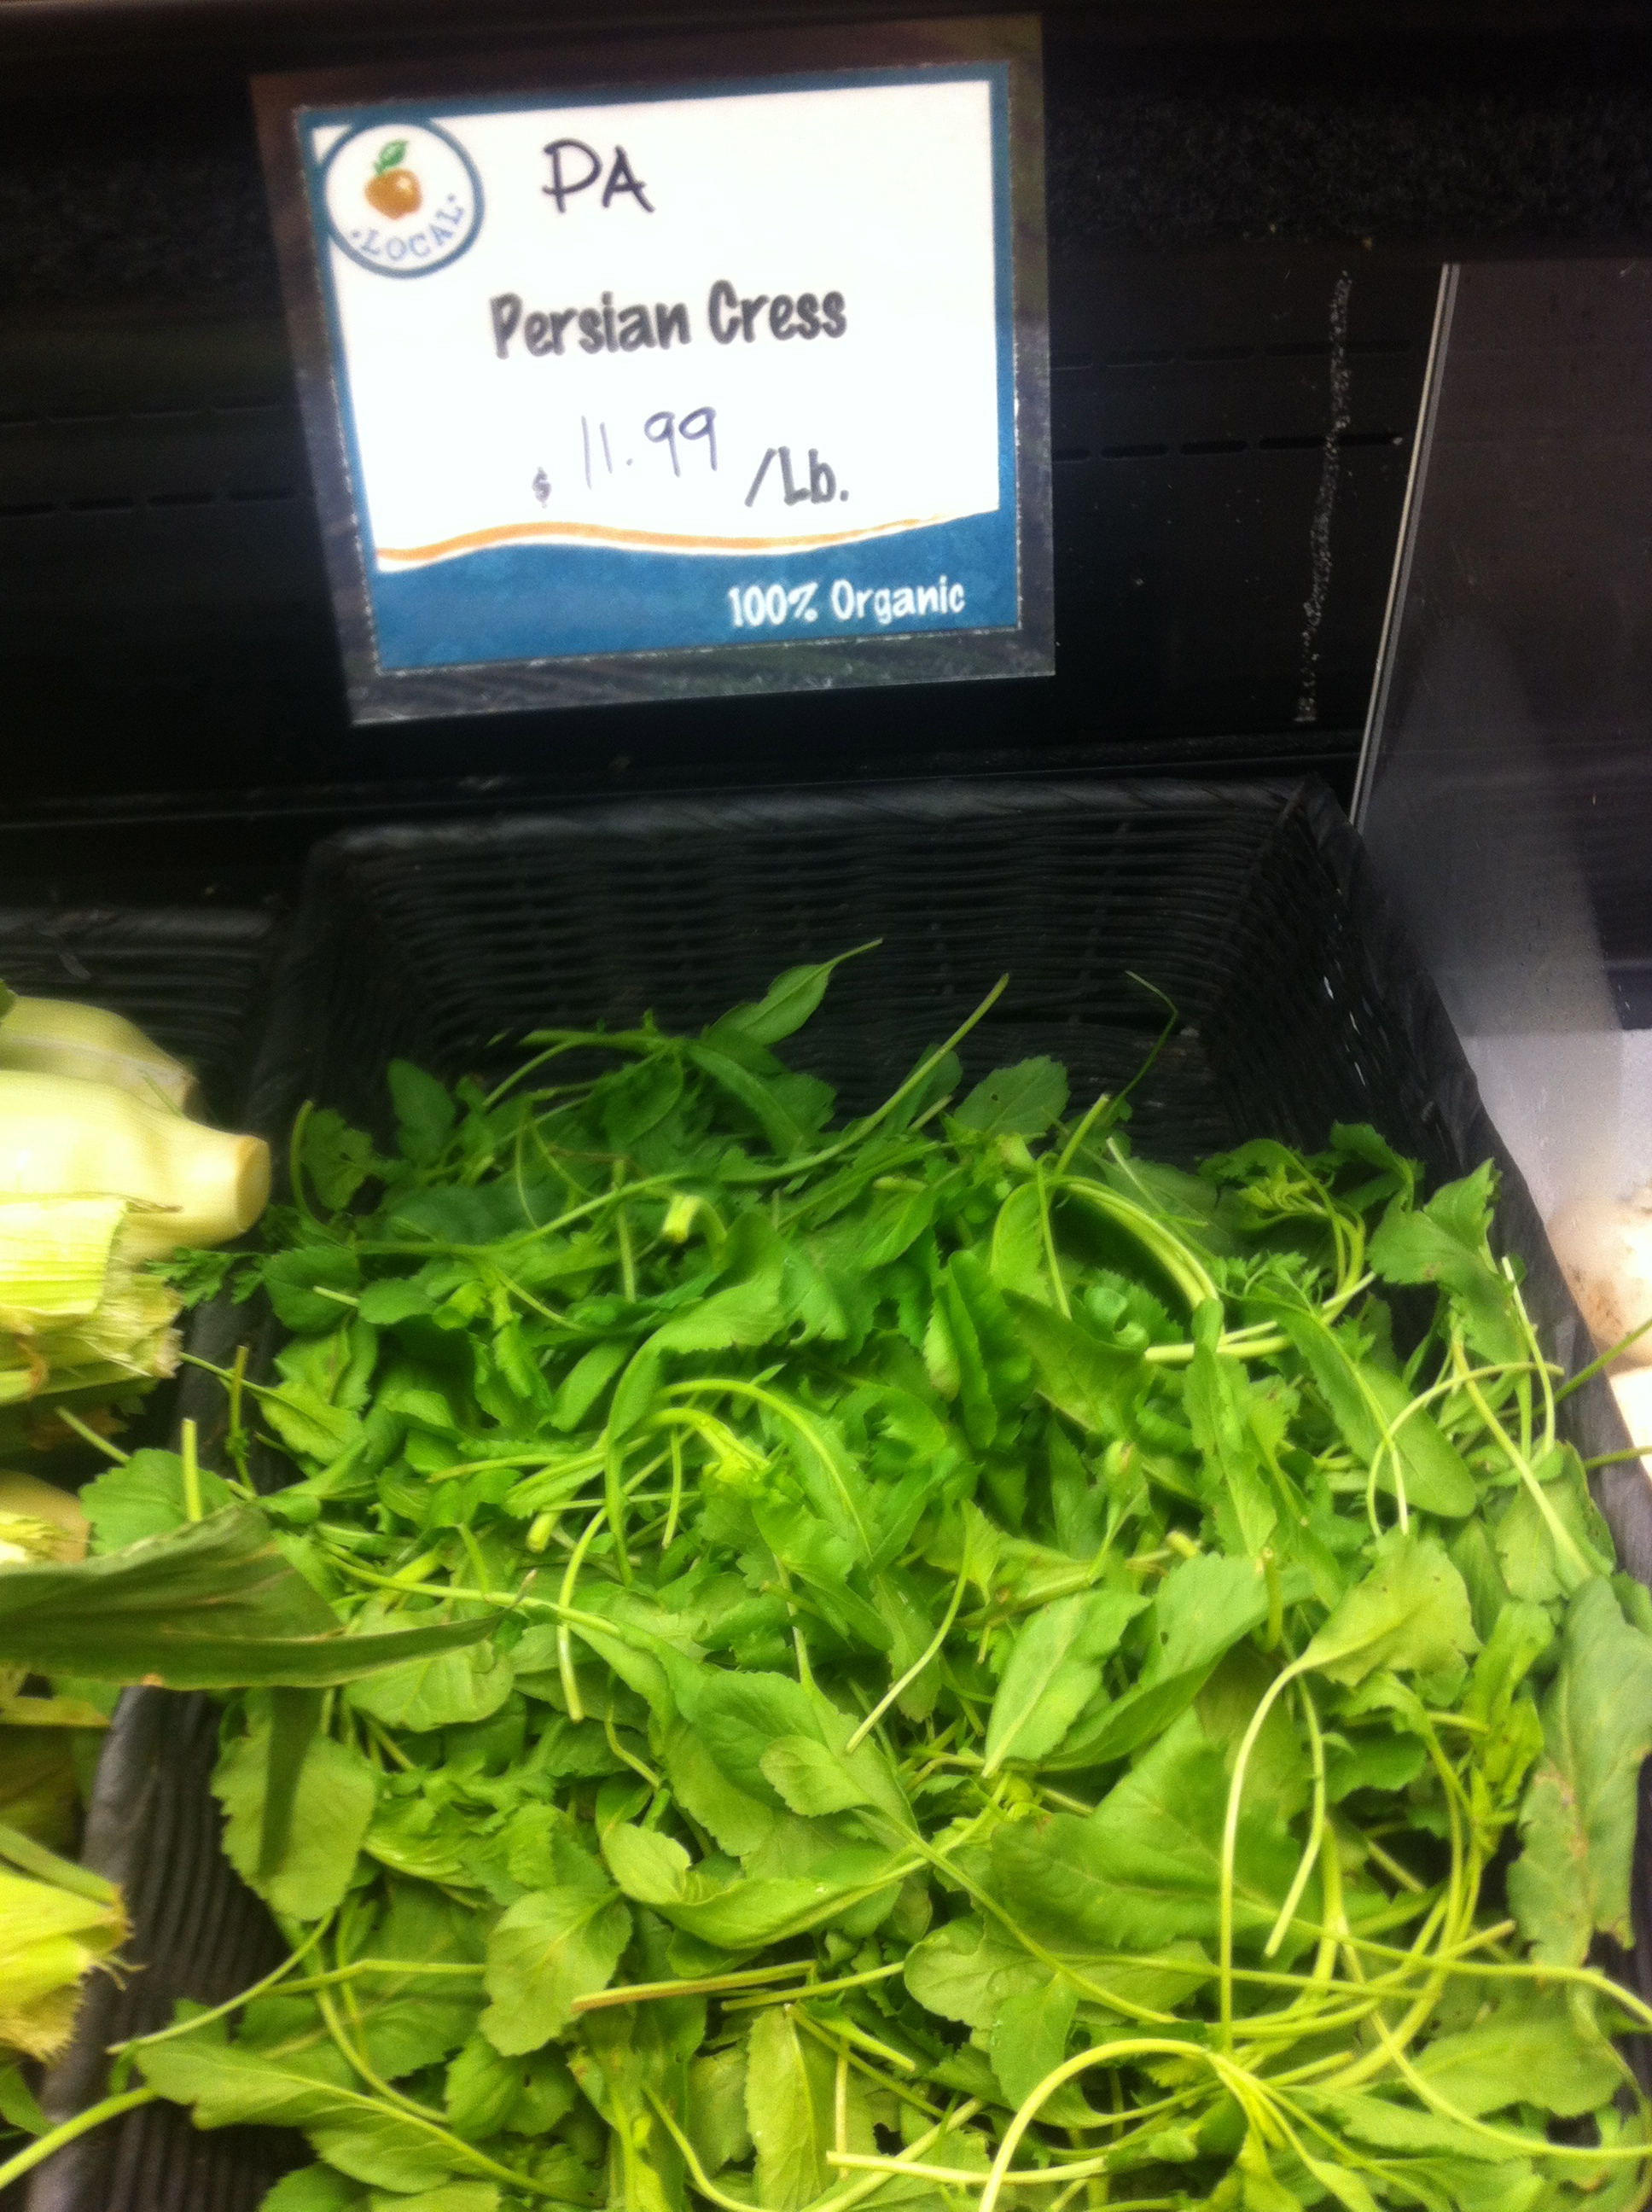 PA
·LOCAL·
Persian Cress
$ 11.99 /Lb.
100% Organic